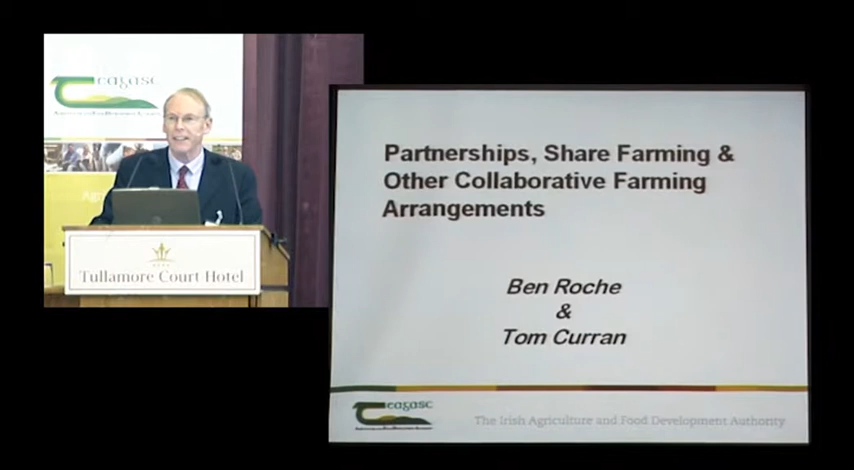 Teagasc
Tullamore Court Hotel
Partnerships, Share Farming &
Other Collaborative Farming
Arrangements
Ben Roche
&
Tom Curran
Teagasc
The Irish Agriculture and Food Development Authority